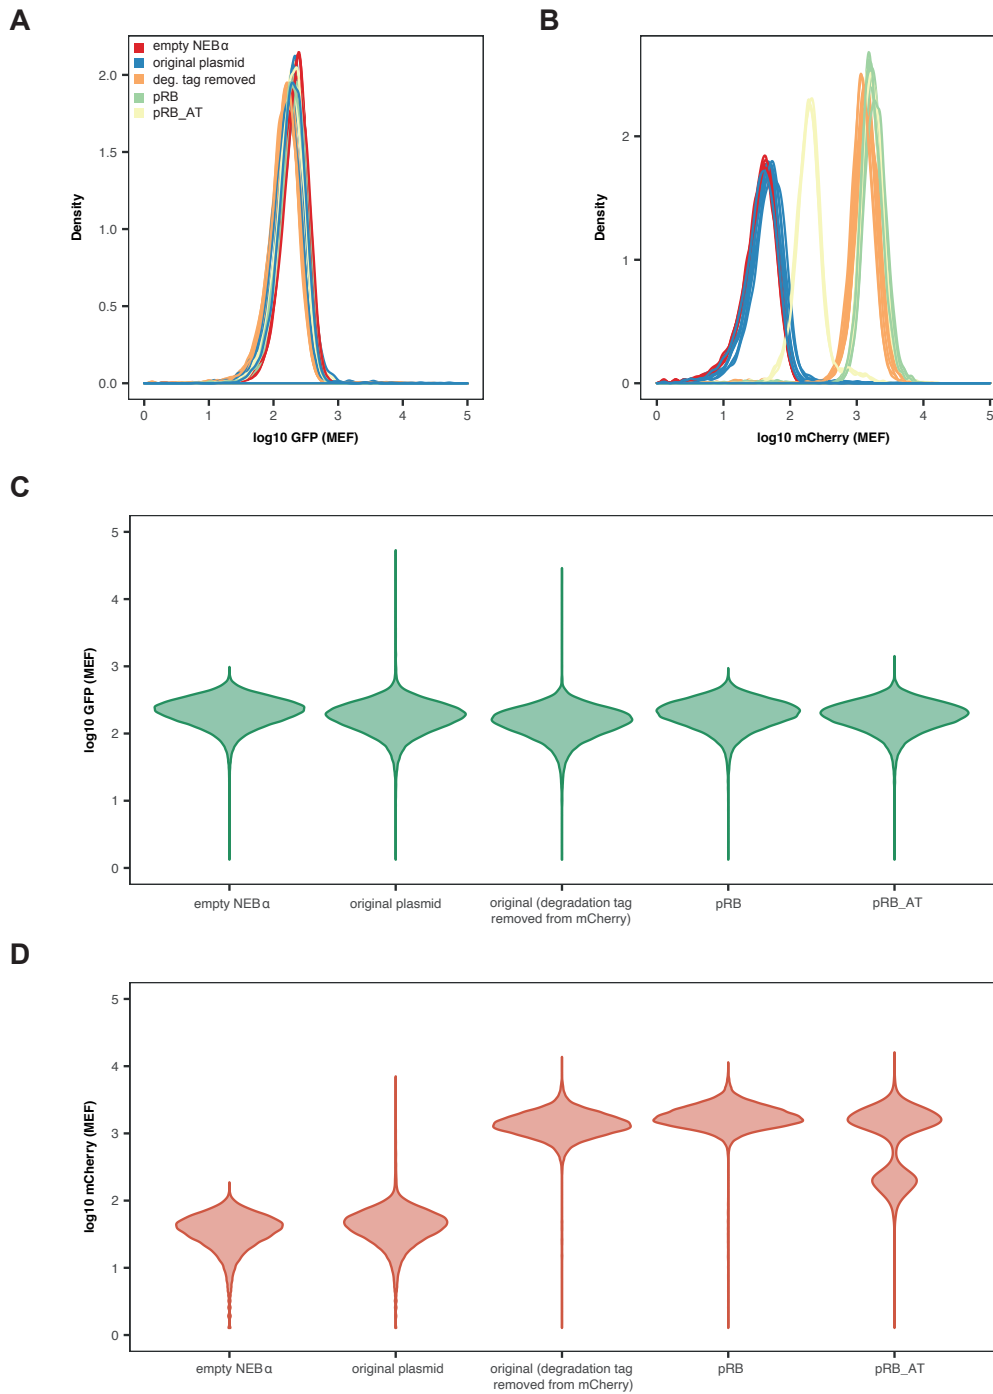 A
empty NEBα
original plasmid
deg. tag removed
pRB
pRB_AT
2.0
1.5
1.0
0.5
0.0
Density
0 1 2 3 4 5
log10 GFP (MEF)
B
2
1
0
Density
0 1 2 3 4 5
log10 mCherry (MEF)
C
5
4
3
2
1
0
log10 GFP (MEF)
empty NEBα
original plasmid
original (degradation tag
removed from mCherry)
pRB
pRB_AT
D
5
4
3
2
1
0
log10 mCherry (MEF)
empty NEBα
original plasmid
original (degradation tag
removed from mCherry)
pRB
pRB_AT